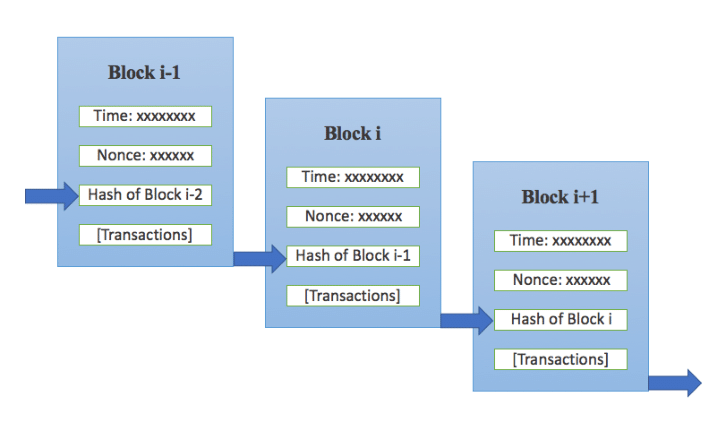 Block i-1
Time: xxxxxxxx
Nonce: xxxxxx
Hash of Block i-2
[Transactions]
Block i
Time: xxxxxxxx
Nonce: xxxxxx
Hash of Block i-1
[Transactions]
Block i+1
Time: xxxxxxxx
Nonce: xxxxxx
Hash of Block i
[Transactions]